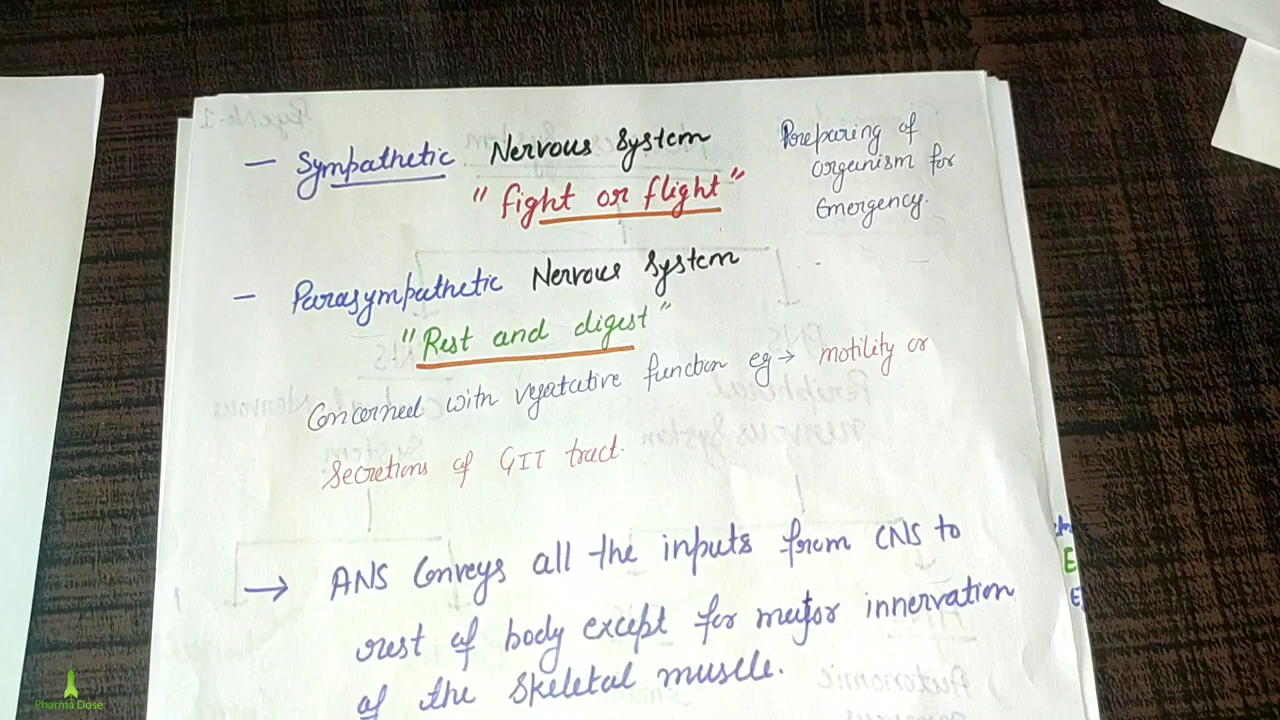 - Sympathetic Nervous System
"fight or flight"
Preparing of
organism for
Emergency.
- Parasympathetic Nervous System
"Rest and digest"
Concerned with vegatative function eg → motility or
secretions of GIT tract.
→ ANS Conveys all the inputs from CNS to
rest of body except for motor innervation
of the skeletal muscle.
Pharma Dose